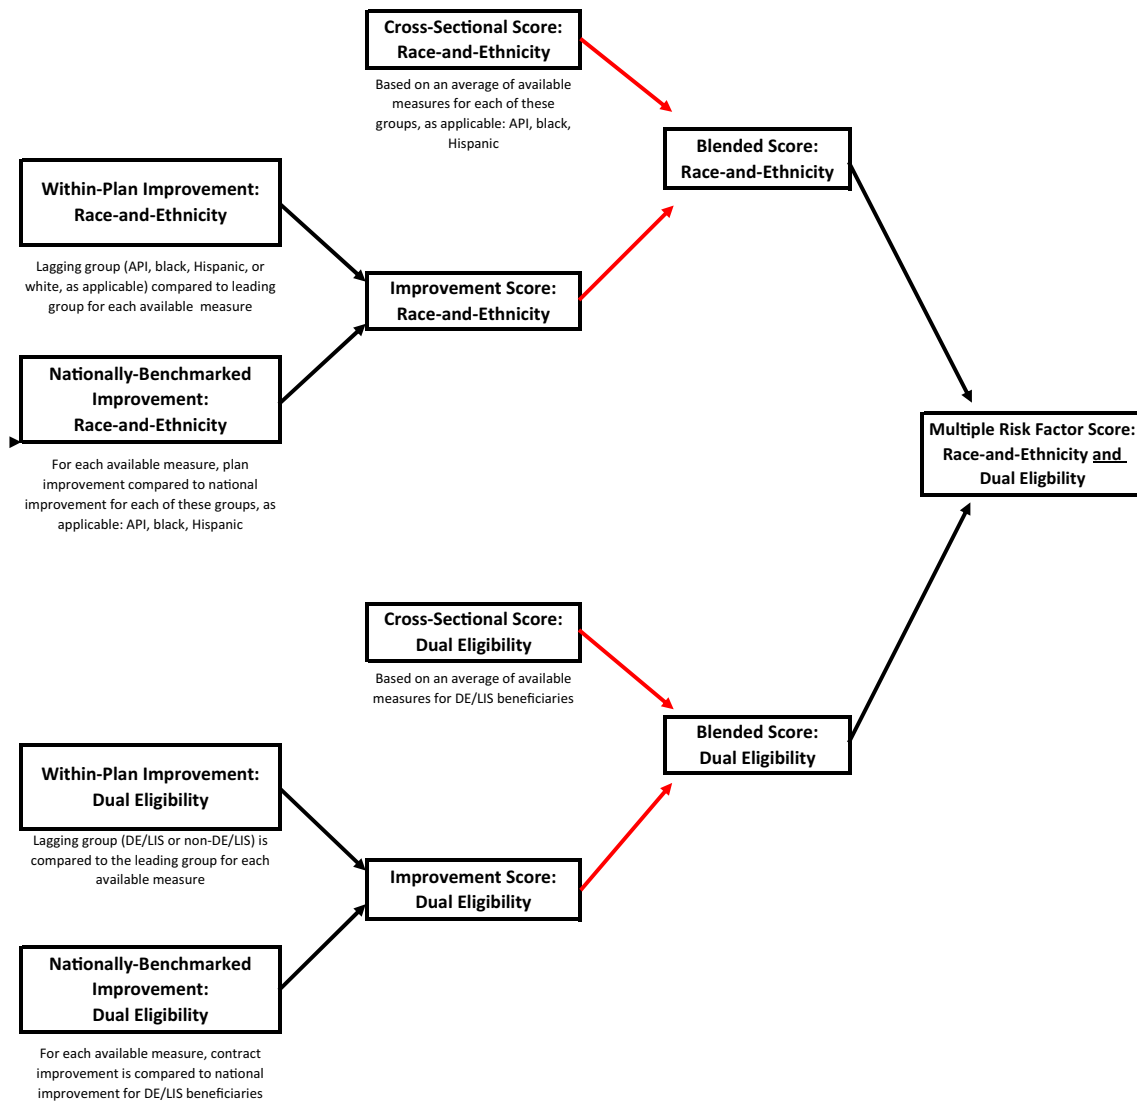 Cross-Sectional Score:
Race-and-Ethnicity
Based on an average of available
measures for each of these
groups, as applicable: API, black,
Hispanic
Blended Score:
Race-and-Ethnicity
Within-Plan Improvement:
Race-and-Ethnicity
Lagging group (API, black, Hispanic, or
white, as applicable) compared to leading
group for each available measure
Improvement Score:
Race-and-Ethnicity
Nationally-Benchmarked
Improvement:
Race-and-Ethnicity
For each available measure, plan
improvement compared to national
improvement for each of these groups, as
applicable: API, black, Hispanic
Multiple Risk Factor Score:
Race-and-Ethnicity and
Dual Eligbility
Cross-Sectional Score:
Dual Eligibility
Based on an average of available
measures for DE/LIS beneficiaries
Blended Score:
Dual Eligibility
Within-Plan Improvement:
Dual Eligibility
Lagging group (DE/LIS or non-DE/LIS) is
compared to the leading group for each
available measure
Improvement Score:
Dual Eligibility
Nationally-Benchmarked
Improvement:
Dual Eligibility
For each available measure, contract
improvement is compared to national
improvement for DE/LIS beneficiaries